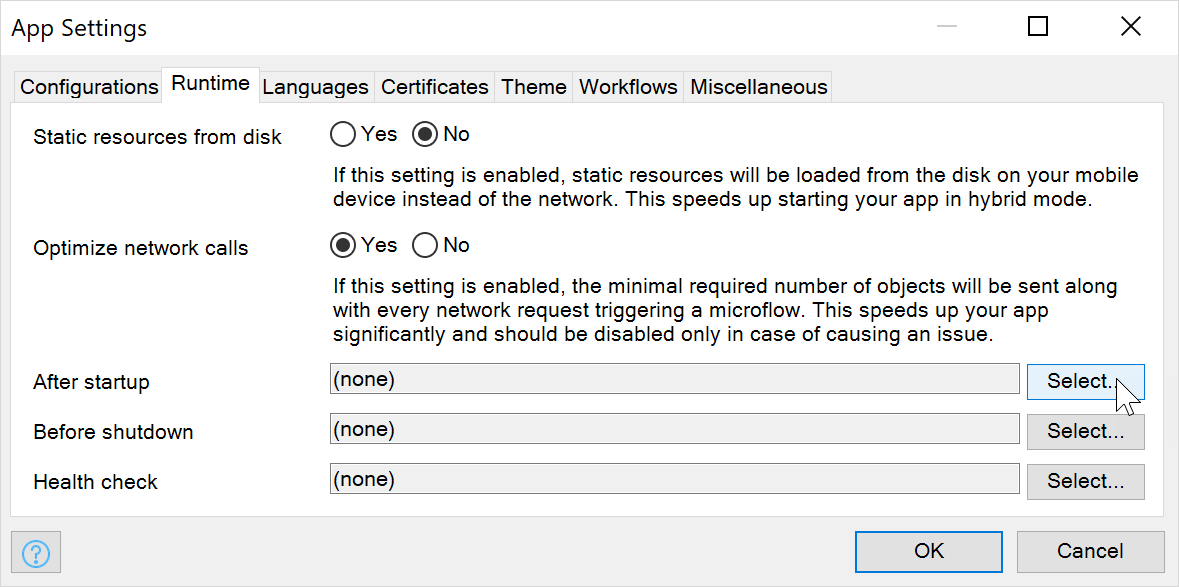 App Settings
Configurations Runtime Languages Certificates Theme Workflows Miscellaneous
Static resources from disk Yes No
If this setting is enabled, static resources will be loaded from the disk on your mobile
device instead of the network. This speeds up starting your app in hybrid mode.
Optimize network calls Yes No
If this setting is enabled, the minimal required number of objects will be sent along
with every network request triggering a microflow. This speeds up your app
significantly and should be disabled only in case of causing an issue.
After startup (none) Select...
Before shutdown (none) Select...
Health check (none) Select...
? OK Cancel